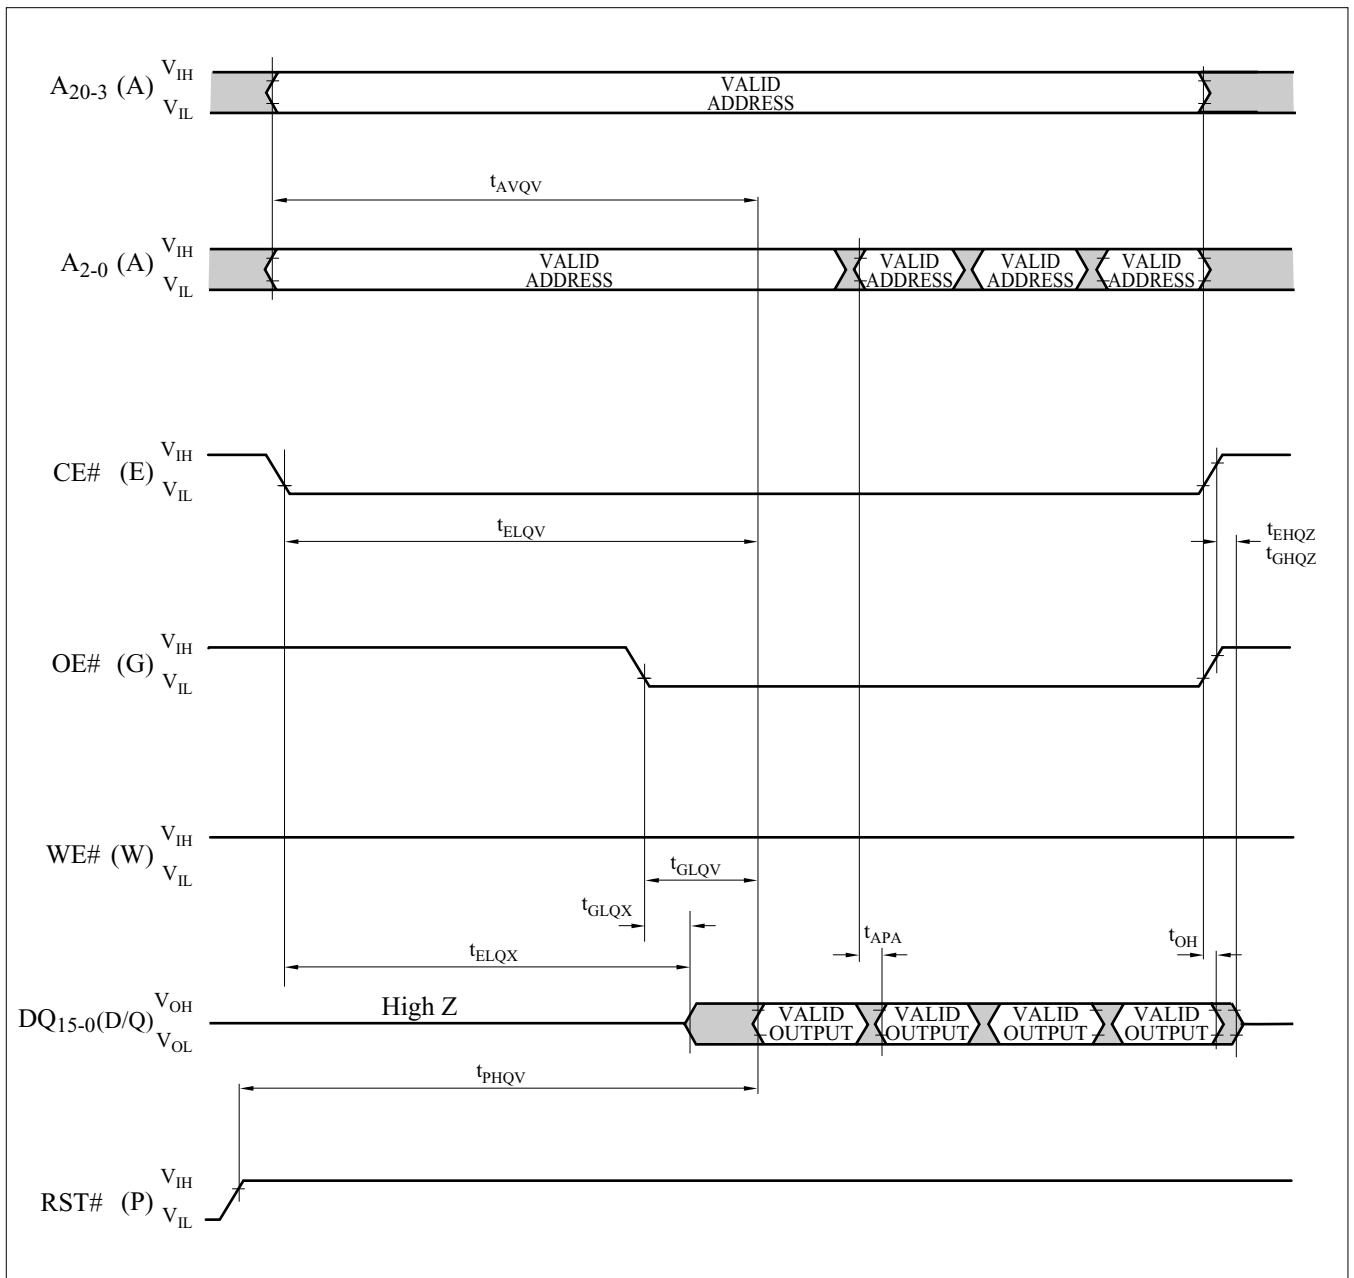 A20-3 (A) VIH
VIL
VALID
ADDRESS
tAVQV
A2-0 (A) VIH
VIL
VALID
ADDRESS
VALID
ADDRESS
VALID
ADDRESS
VALID
ADDRESS
CE# (E) VIH
VIL
tELQV
tEHQZ
tGHQZ
OE# (G) VIH
VIL
WE# (W) VIH
VIL
tGLQV
tGLQX
tELQX
tAPA
tOH
DQ15-0(D/Q) VOH
VOL
High Z
VALID
OUTPUT
VALID
OUTPUT
VALID
OUTPUT
VALID
OUTPUT
tPHQV
RST# (P) VIH
VIL